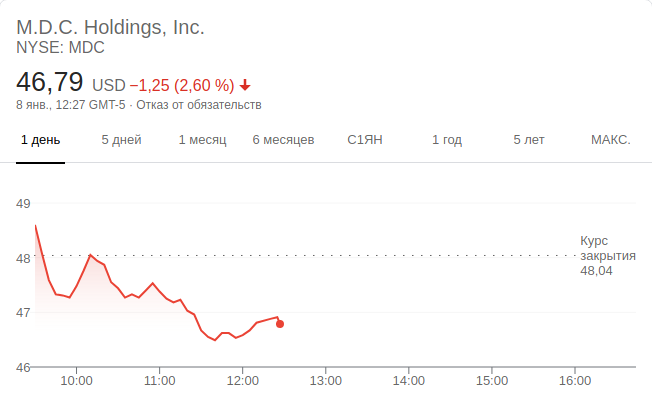 M.D.C. Holdings, Inc.
NYSE: MDC
46,79 USD −1,25 (2,60 %)
8 янв., 12:27 GMT-5 · Отказ от обязательств
1 день 5 дней 1 месяц 6 месяцев С1ЯН 1 год 5 лет МАКС.
49
48
47
46
Курс
закрытия
48,04
10:00 11:00 12:00 13:00 14:00 15:00 16:00